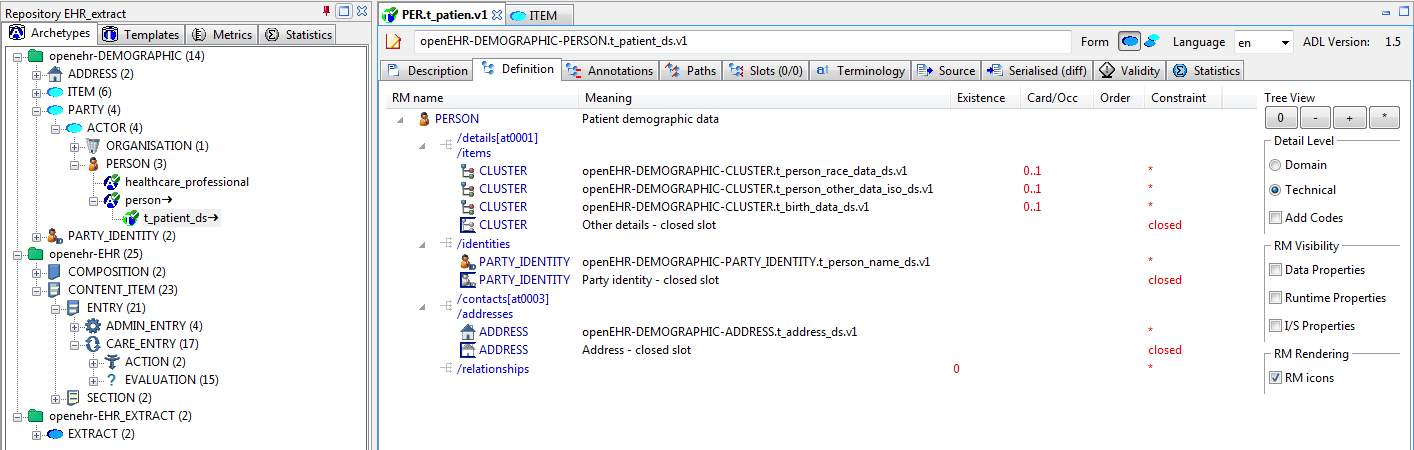 Repository EHR_extract
Archetypes Templates Metrics Statistics
openehr-DEMOGRAPHIC (14)
ADDRESS (2)
ITEM (6)
PARTY (4)
ACTOR (4)
ORGANISATION (1)
PERSON (3)
healthcare_professional
person→
t_patient_ds→
PARTY_IDENTITY (2)
openehr-EHR (25)
COMPOSITION (2)
CONTENT_ITEM (23)
ENTRY (21)
ADMIN_ENTRY (4)
CARE_ENTRY (17)
ACTION (2)
EVALUATION (15)
SECTION (2)
openehr-EHR_EXTRACT (2)
EXTRACT (2)
PER.t_patien.v1 ITEM
openEHR-DEMOGRAPHIC-PERSON.t_patient_ds.v1 Form Language en ADL Version: 1.5
Description Definition Annotations Paths Slots (0/0) Terminology Source Serialised (diff) Validity Statistics
RM name Meaning Existence Card/Occ Order Constraint
PERSON Patient demographic data
/details[at0001]
/items
CLUSTER openEHR-DEMOGRAPHIC-CLUSTER.t_person_race_data_ds.v1 0..1 *
CLUSTER openEHR-DEMOGRAPHIC-CLUSTER.t_person_other_data_iso_ds.v1 0..1 *
CLUSTER openEHR-DEMOGRAPHIC-CLUSTER.t_birth_data_ds.v1 0..1 *
CLUSTER Other details - closed slot closed
/identities
PARTY_IDENTITY openEHR-DEMOGRAPHIC-PARTY_IDENTITY.t_person_name_ds.v1 *
PARTY_IDENTITY Party identity - closed slot closed
/contacts[at0003]
/addresses
ADDRESS openEHR-DEMOGRAPHIC-ADDRESS.t_address_ds.v1 *
ADDRESS Address - closed slot closed
/relationships 0 *
Tree View
0 - + *
Detail Level
Domain
Technical
Add Codes
RM Visibility
Data Properties
Runtime Properties
I/S Properties
RM Rendering
RM icons